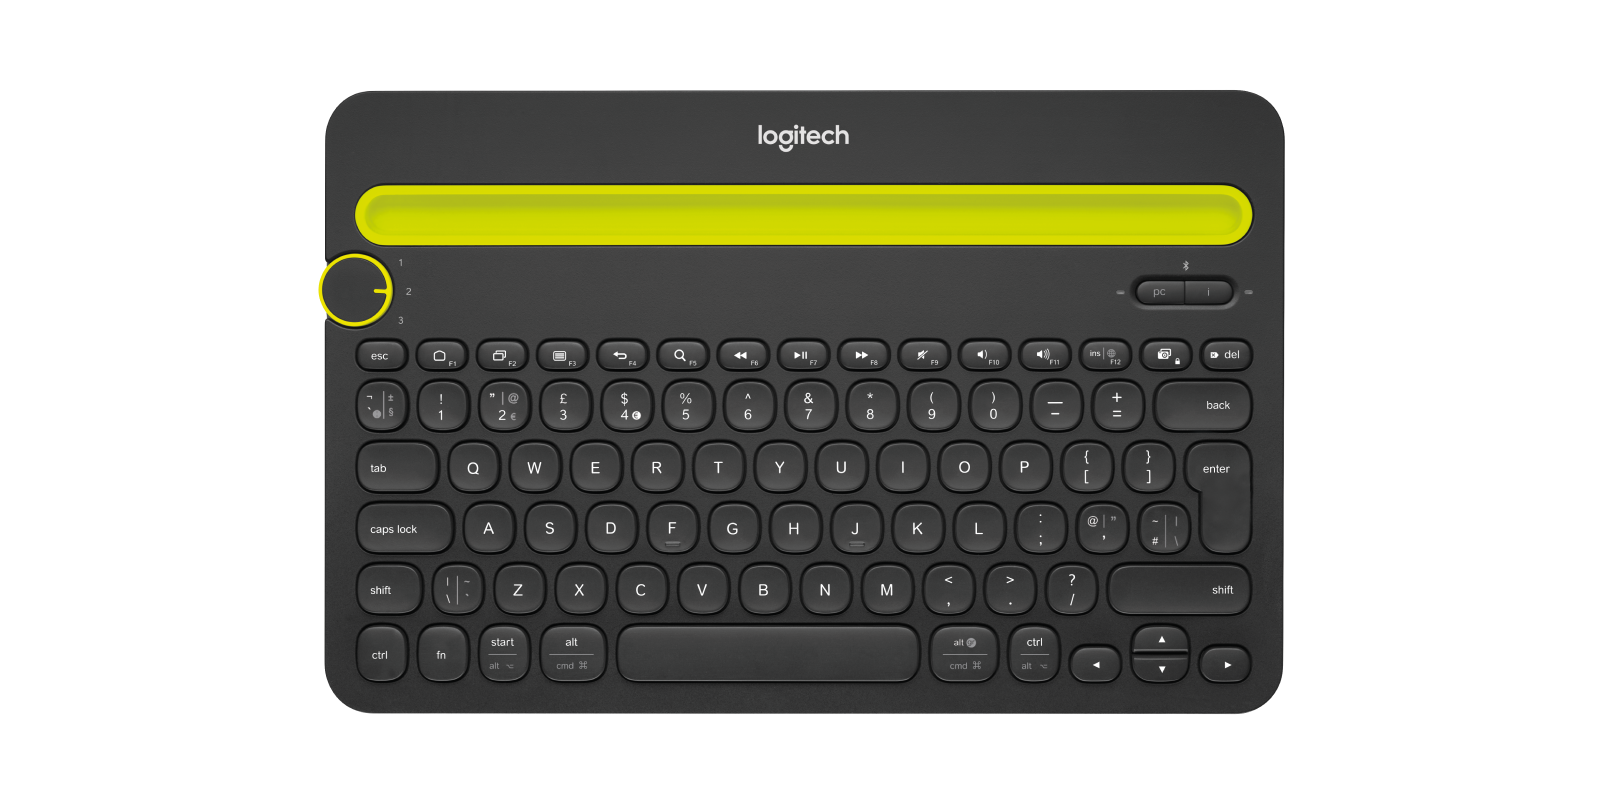 logitech
1
2
3
pc i
esc F1 F2 F3 F4 F5 F6 F7 F8 F9 F10 F11 ins | F12 del
¬ | ± ! " | @ £ $ % ^ & * ( ) — +
` | § 1 2 € 3 4 € 5 6 7 8 9 0 - = back
tab Q W E R T Y U I O P { [ } ] enter
caps lock A S D F G H J K L : ; @ | " ' ~ | # \
shift | ~ \ ` Z X C V B N M < , > . ? / shift
ctrl fn start alt ⌥ alt cmd ⌘ alt cmd ⌘ ctrl alt ⌥ ◄ ▲ ▼ ►